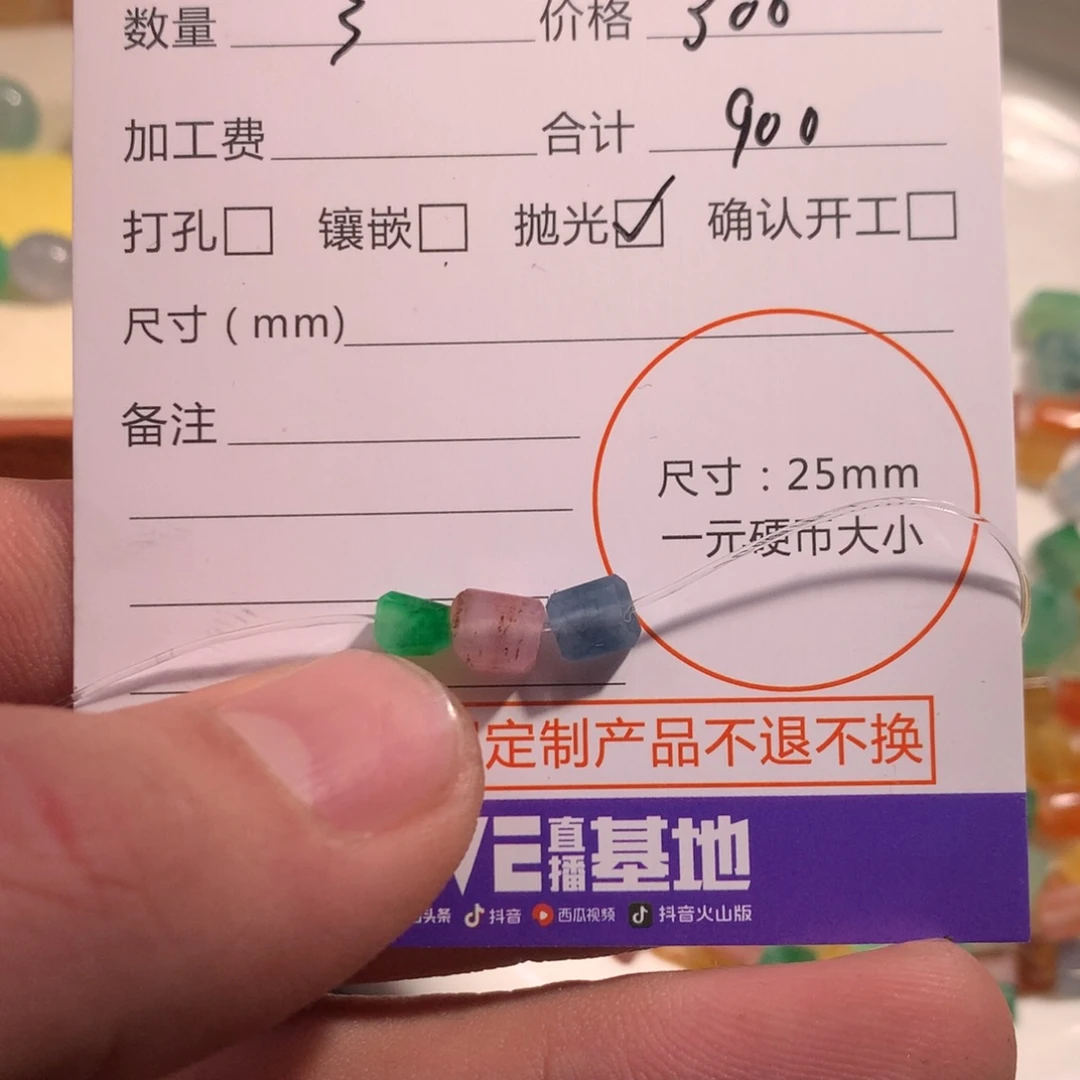 数量 3 价格 300
加工费 合计 900
打孔 镶嵌 抛光 ✓ 确认开工
尺寸（mm）
备注
尺寸：25mm
一元硬币大小
定制产品不退不换
VE 直播基地
头条 抖音 西瓜视频 抖音火山版